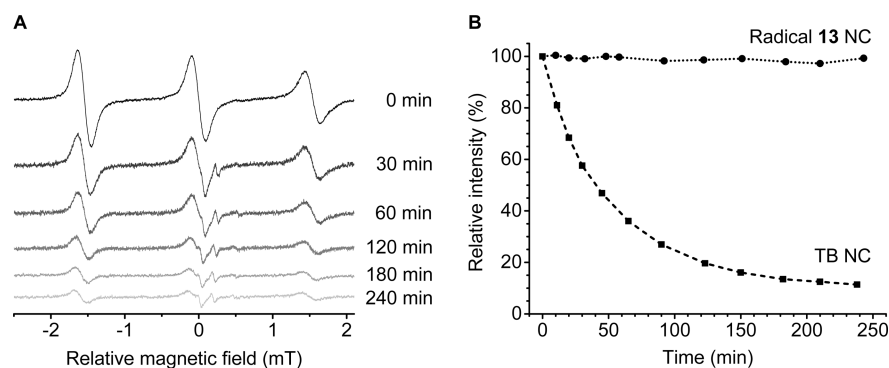 A
0 min
30 min
60 min
120 min
180 min
240 min
-2 -1 0 1 2
Relative magnetic field (mT)
B
Radical 13 NC
100
80
60
40
20
0
Relative intensity (%)
TB NC
0 50 100 150 200 250
Time (min)